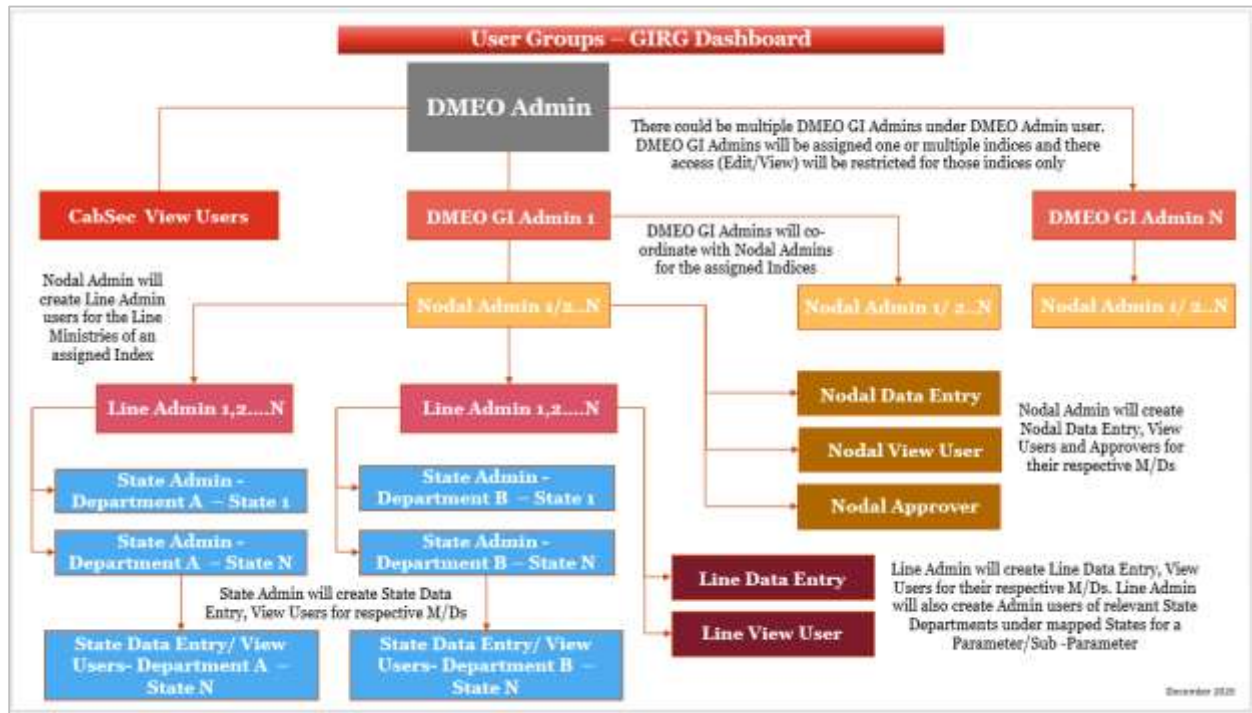 User Groups – GIRG Dashboard
DMEO Admin
There could be multiple DMEO GI Admins under DMEO Admin user.
DMEO GI Admins will be assigned one or multiple indices and there
access (Edit/View) will be restricted for those indices only
CabSec View Users
DMEO GI Admin 1
DMEO GI Admin N
DMEO GI Admins will co-
ordinate with Nodal Admins
for the assigned Indices
Nodal Admin will
create Line Admin
users for the Line
Ministries of an
assigned Index
Nodal Admin 1/2..N
Nodal Admin 1/ 2..N
Nodal Admin 1/ 2..N
Line Admin 1,2....N
Line Admin 1,2....N
Nodal Data Entry
Nodal View User
Nodal Approver
Nodal Admin will create
Nodal Data Entry, View
Users and Approvers for
their respective M/Ds
State Admin -
Department A – State 1
State Admin -
Department B – State 1
State Admin -
Department A – State N
State Admin -
Department B – State N
State Admin will create State Data
Entry, View Users for respective M/Ds
Line Data Entry
Line View User
Line Admin will create Line Data Entry, View
Users for their respective M/Ds. Line Admin
will also create Admin users of relevant State
Departments under mapped States for a
Parameter/Sub -Parameter
State Data Entry/ View
Users- Department A –
State N
State Data Entry/ View
Users- Department B –
State N
December